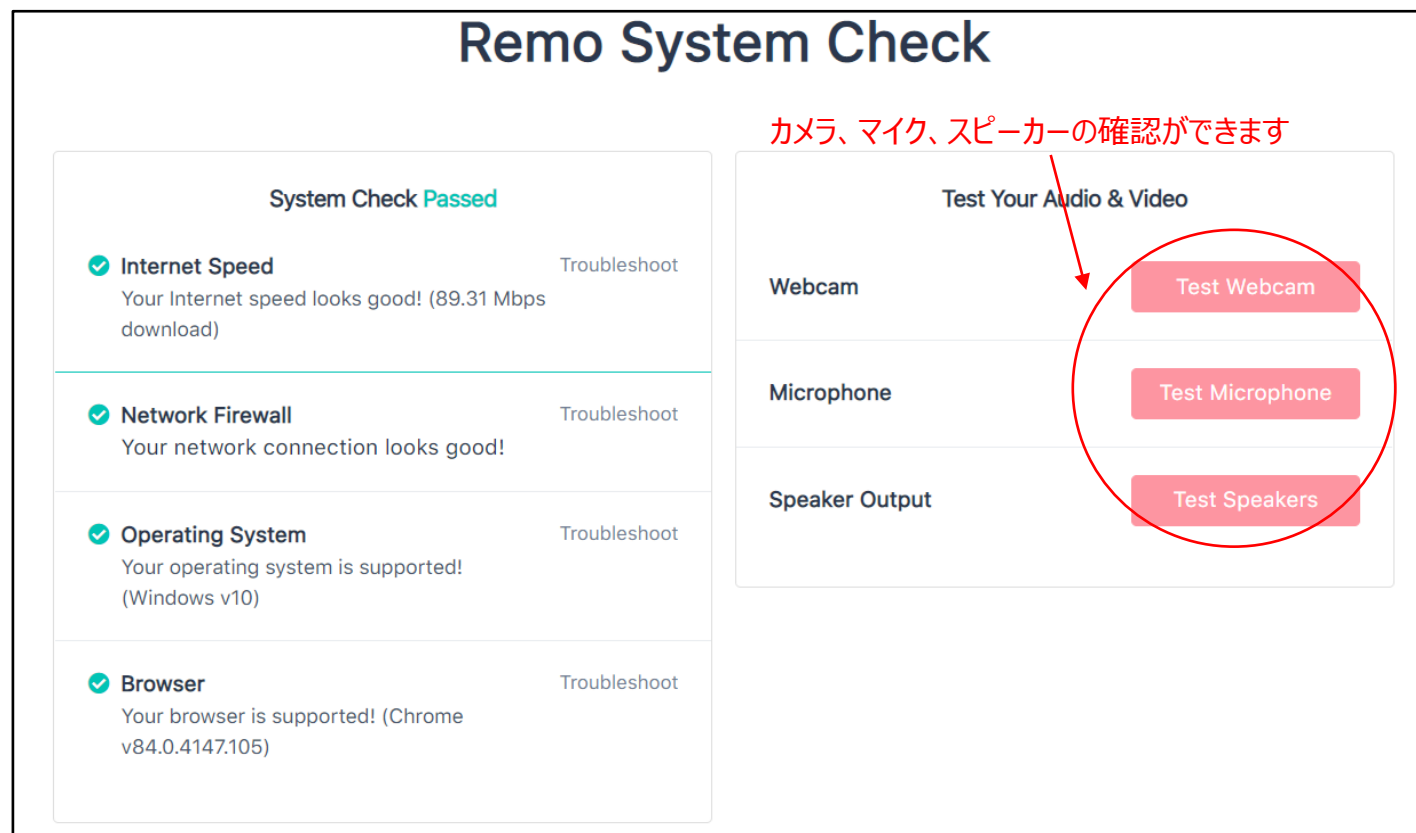 Remo System Check
カメラ、マイク、スピーカーの確認ができます
System Check Passed
Internet Speed
Troubleshoot
Your Internet speed looks good! (89.31 Mbps
download)
Network Firewall
Troubleshoot
Your network connection looks good!
Operating System
Troubleshoot
Your operating system is supported!
(Windows v10)
Browser
Troubleshoot
Your browser is supported! (Chrome
v84.0.4147.105)
Test Your Audio & Video
Webcam
Test Webcam
Microphone
Test Microphone
Speaker Output
Test Speakers